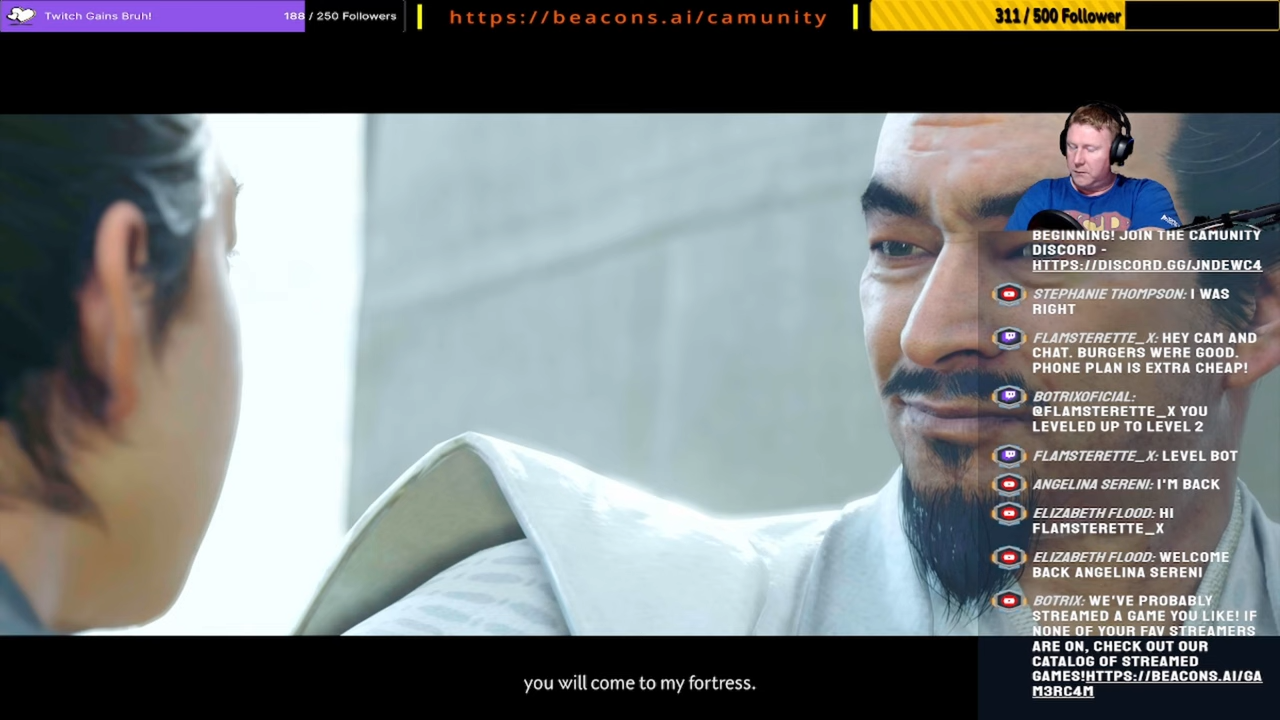 Twitch Gains Bruh!
188 / 250 Followers
https://beacons.ai/camunity
311 / 500 Follower
BEGINNING! JOIN THE CAMUNITY
DISCORD -
HTTPS://DISCORD.GG/JNDEWC4
STEPHANIE THOMPSON: I WAS
RIGHT
FLAMSTERETTE_X: HEY CAM AND
CHAT. BURGERS WERE GOOD.
PHONE PLAN IS EXTRA CHEAP!
BOTRIXOFICIAL:
@FLAMSTERETTE_X YOU
LEVELED UP TO LEVEL 2
FLAMSTERETTE_X: LEVEL BOT
ANGELINA SERENI: I'M BACK
ELIZABETH FLOOD: HI
FLAMSTERETTE_X
ELIZABETH FLOOD: WELCOME
BACK ANGELINA SERENI
BOTRIX: WE'VE PROBABLY
STREAMED A GAME YOU LIKE! IF
NONE OF YOUR FAV STREAMERS
ARE ON, CHECK OUT OUR
CATALOG OF STREAMED
GAMES!HTTPS://BEACONS.AI/GA
M3RC4M
you will come to my fortress.